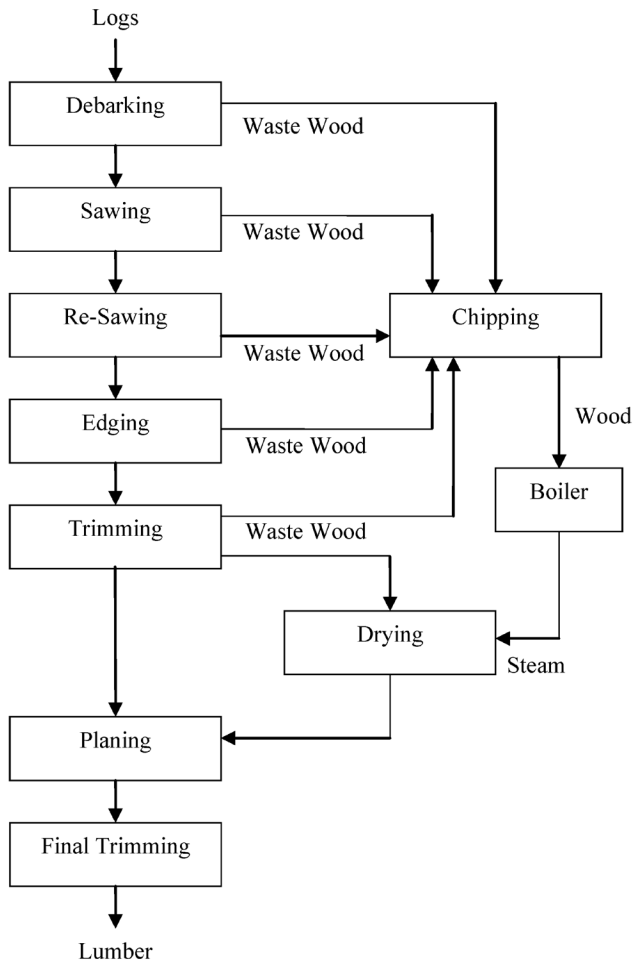 Logs
Debarking
Waste Wood
Sawing
Waste Wood
Re-Sawing
Chipping
Waste Wood
Wood
Edging
Waste Wood
Boiler
Trimming
Waste Wood
Drying
Steam
Planing
Final Trimming
Lumber